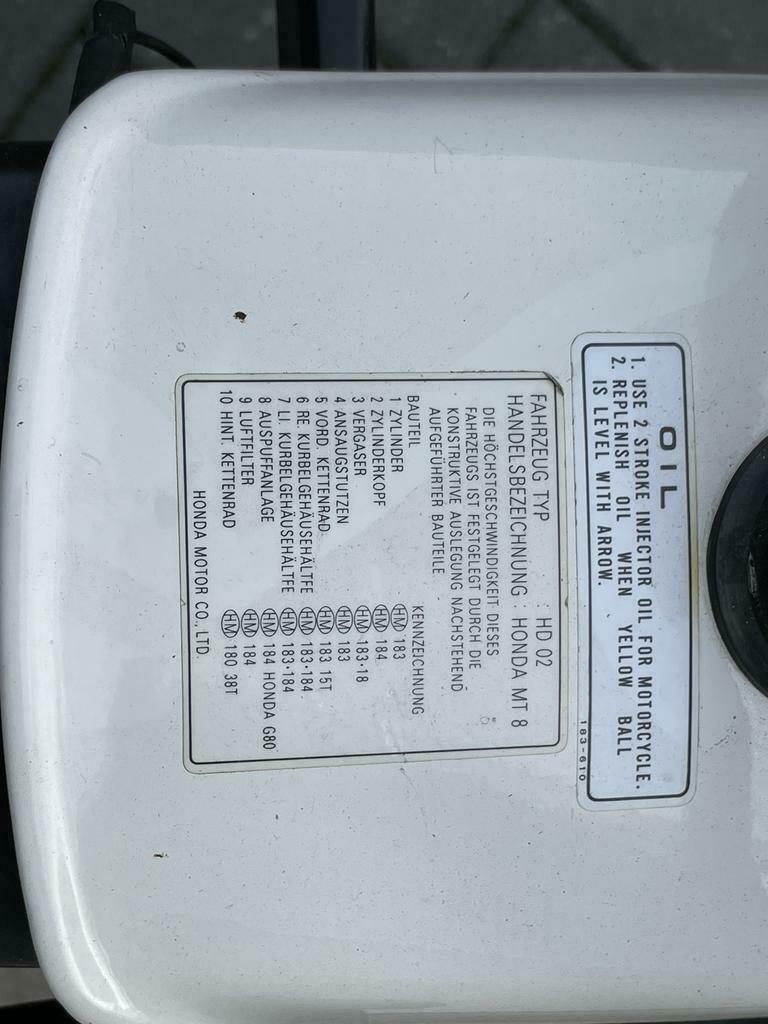 OIL
1. USE 2 STROKE INJECTOR OIL FOR MOTORCYCLE.
2. REPLENISH OIL WHEN YELLOW BALL
IS LEVEL WITH ARROW.
183-610
FAHRZEUG TYP : HD 02
HANDELSBEZEICHNUNG : HONDA MT 8
DIE HÖCHSTGESCHWINDIGKEIT DIESES
FAHRZEUGS IST FESTGELEGT DURCH DIE
KONSTRUKTIVE AUSLEGUNG NACHSTEHEND
AUFGEFÜHRTER BAUTEILE
BAUTEIL KENNZEICHNUNG
1 ZYLINDER HM 183
2 ZYLINDERKOPF HM 184
3 VERGASER HM 183·18
4 ANSAUGSTUTZEN HM 183
5 VORD. KETTENRAD HM 183 15T
6 RE. KURBELGEHÄUSEHÄLTFE HM 183·184
7 LI. KURBELGEHÄUSEHÄLTFE HM 183·184
8 AUSPUFFANLAGE HM 184 HONDA G80
9 LUFTFILTER HM 184
10 HINT. KETTENRAD HM 180 38T
HONDA MOTOR CO., LTD.